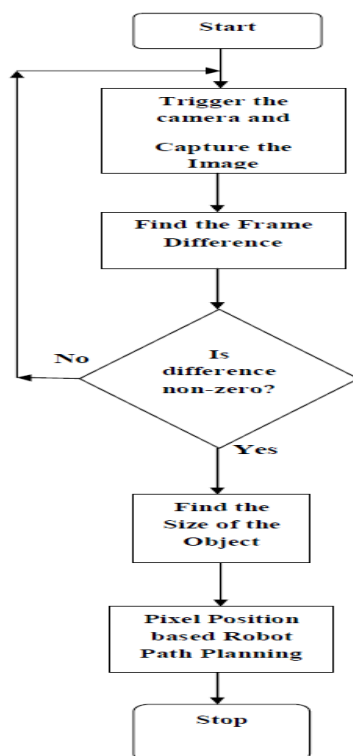 Start
Trigger the
camera and
Capture the
Image
Find the Frame
Difference
No
Is
difference
non-zero?
Yes
Find the
Size of the
Object
Pixel Position
based Robot
Path Planning
Stop